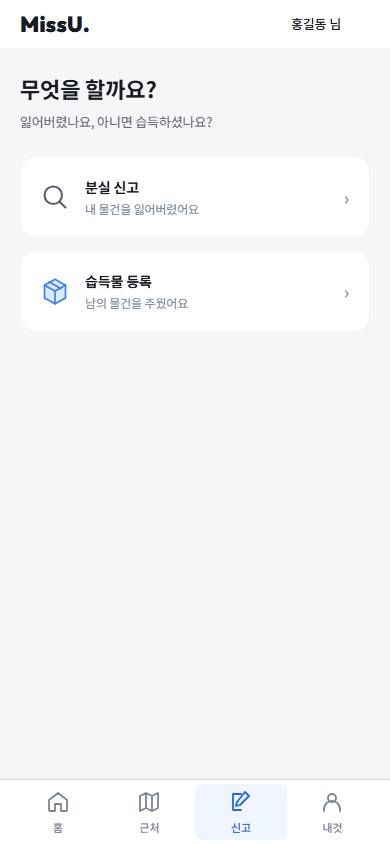 MissU.
홍길동 님
무엇을 할까요?
잃어버렸나요, 아니면 습득하셨나요?
분실 신고
내 물건을 잃어버렸어요
›
습득물 등록
남의 물건을 주웠어요
›
홈
근처
신고
내것